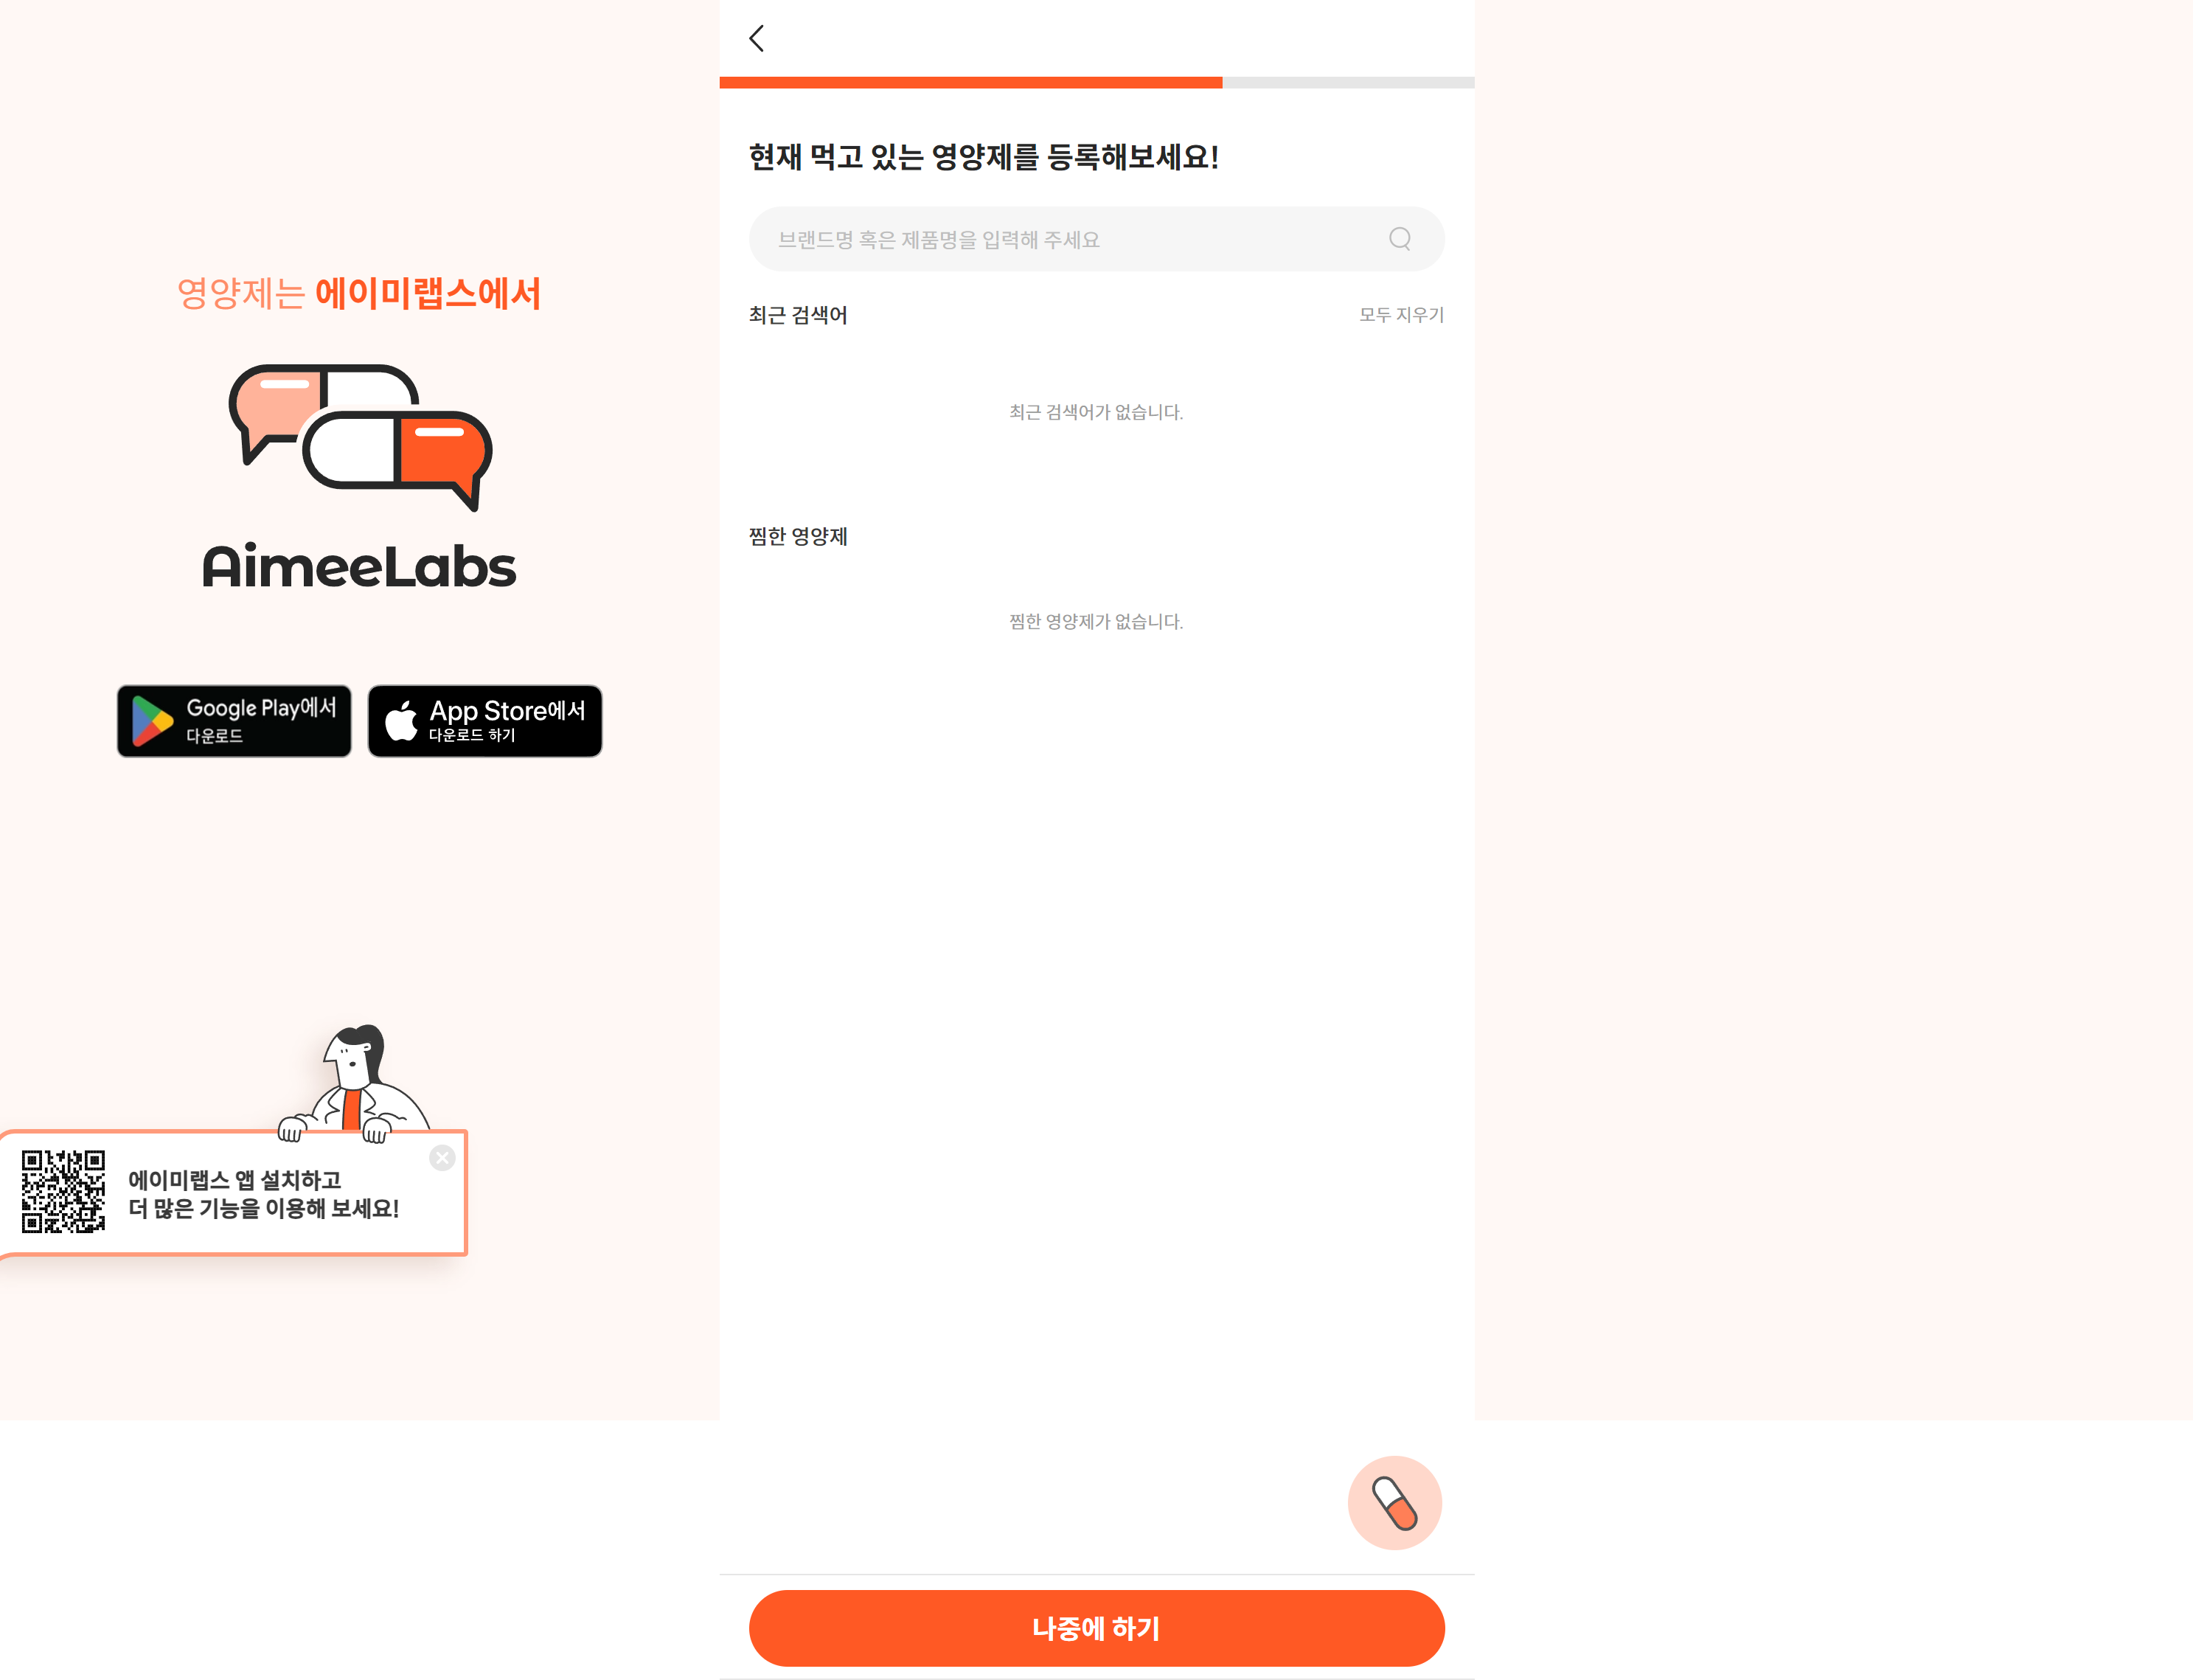 영양제는 에이미랩스에서
AimeeLabs
Google Play에서
다운로드
App Store에서
다운로드 하기
에이미랩스 앱 설치하고
더 많은 기능을 이용해 보세요!
현재 먹고 있는 영양제를 등록해보세요!
브랜드명 혹은 제품명을 입력해 주세요
최근 검색어
모두 지우기
최근 검색어가 없습니다.
찜한 영양제
찜한 영양제가 없습니다.
나중에 하기